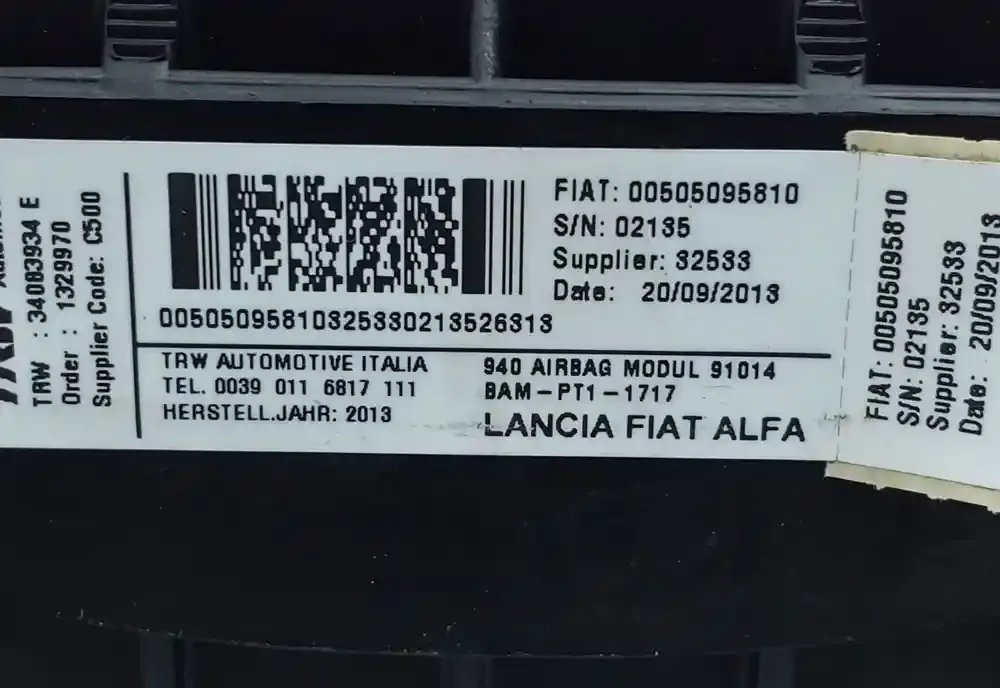 TRW : 34083934 E
Order : 1329970
Supplier Code: C500
FIAT: 00505095810
S/N: 02135
Supplier: 32533
Date: 20/09/2013
00505095810325330213526313
TRW AUTOMOTIVE ITALIA
TEL. 0039 011 6817 111
HERSTELL.JAHR: 2013
940 AIRBAG MODUL 91014
BAM-PT1-1717
LANCIA FIAT ALFA
FIAT: 00505095810
S/N: 02135
Supplier: 32533
Date: 20/09/2013